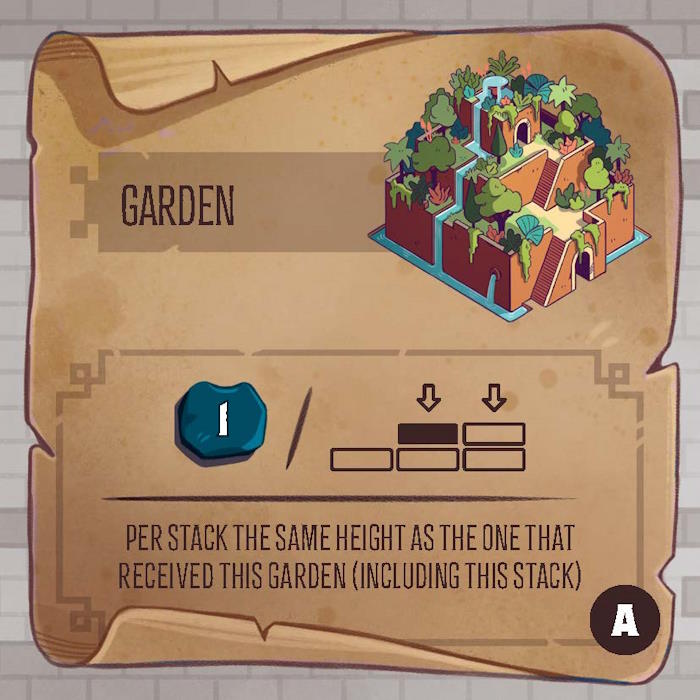 GARDEN
1 /
PER STACK THE SAME HEIGHT AS THE ONE THAT
RECEIVED THIS GARDEN (INCLUDING THIS STACK)
A